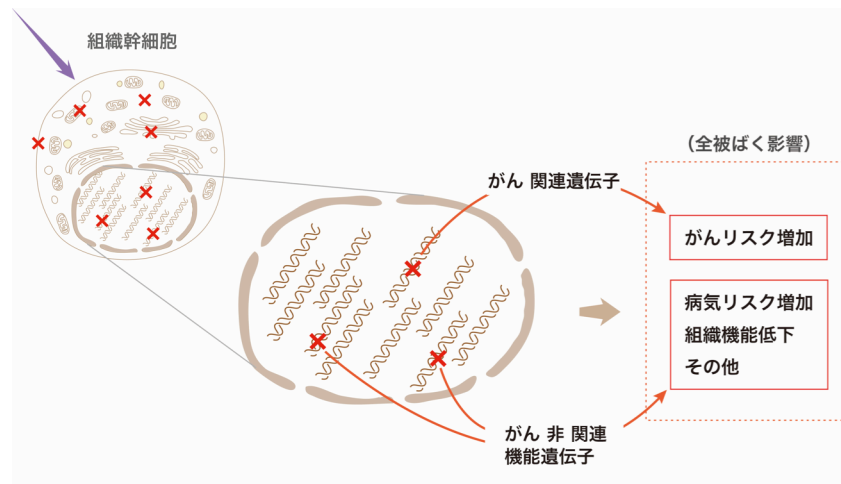 組織幹細胞
（全被ばく影響）
がん 関連遺伝子
がんリスク増加
病気リスク増加
組織機能低下
その他
がん 非 関連
機能遺伝子